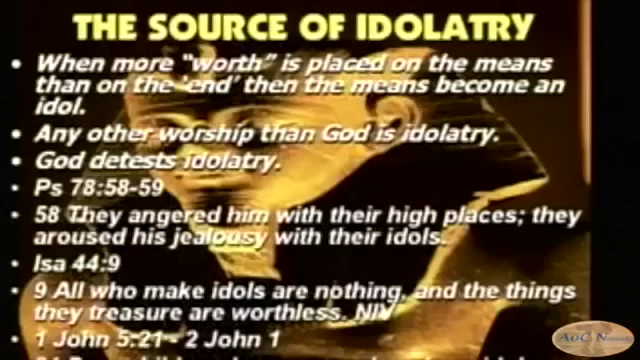 THE SOURCE OF IDOLATRY
• When more “worth” is placed on the means
than on the ‘end’ then the means become an
idol.
• Any other worship than God is idolatry.
• God detests idolatry.
• Ps 78:58-59
• 58 They angered him with their high places; they
aroused his jealousy with their idols.
• Isa 44:9
• 9 All who make idols are nothing, and the things
they treasure are worthless. NIV
• 1 John 5:21 - 2 John 1
AoC Network